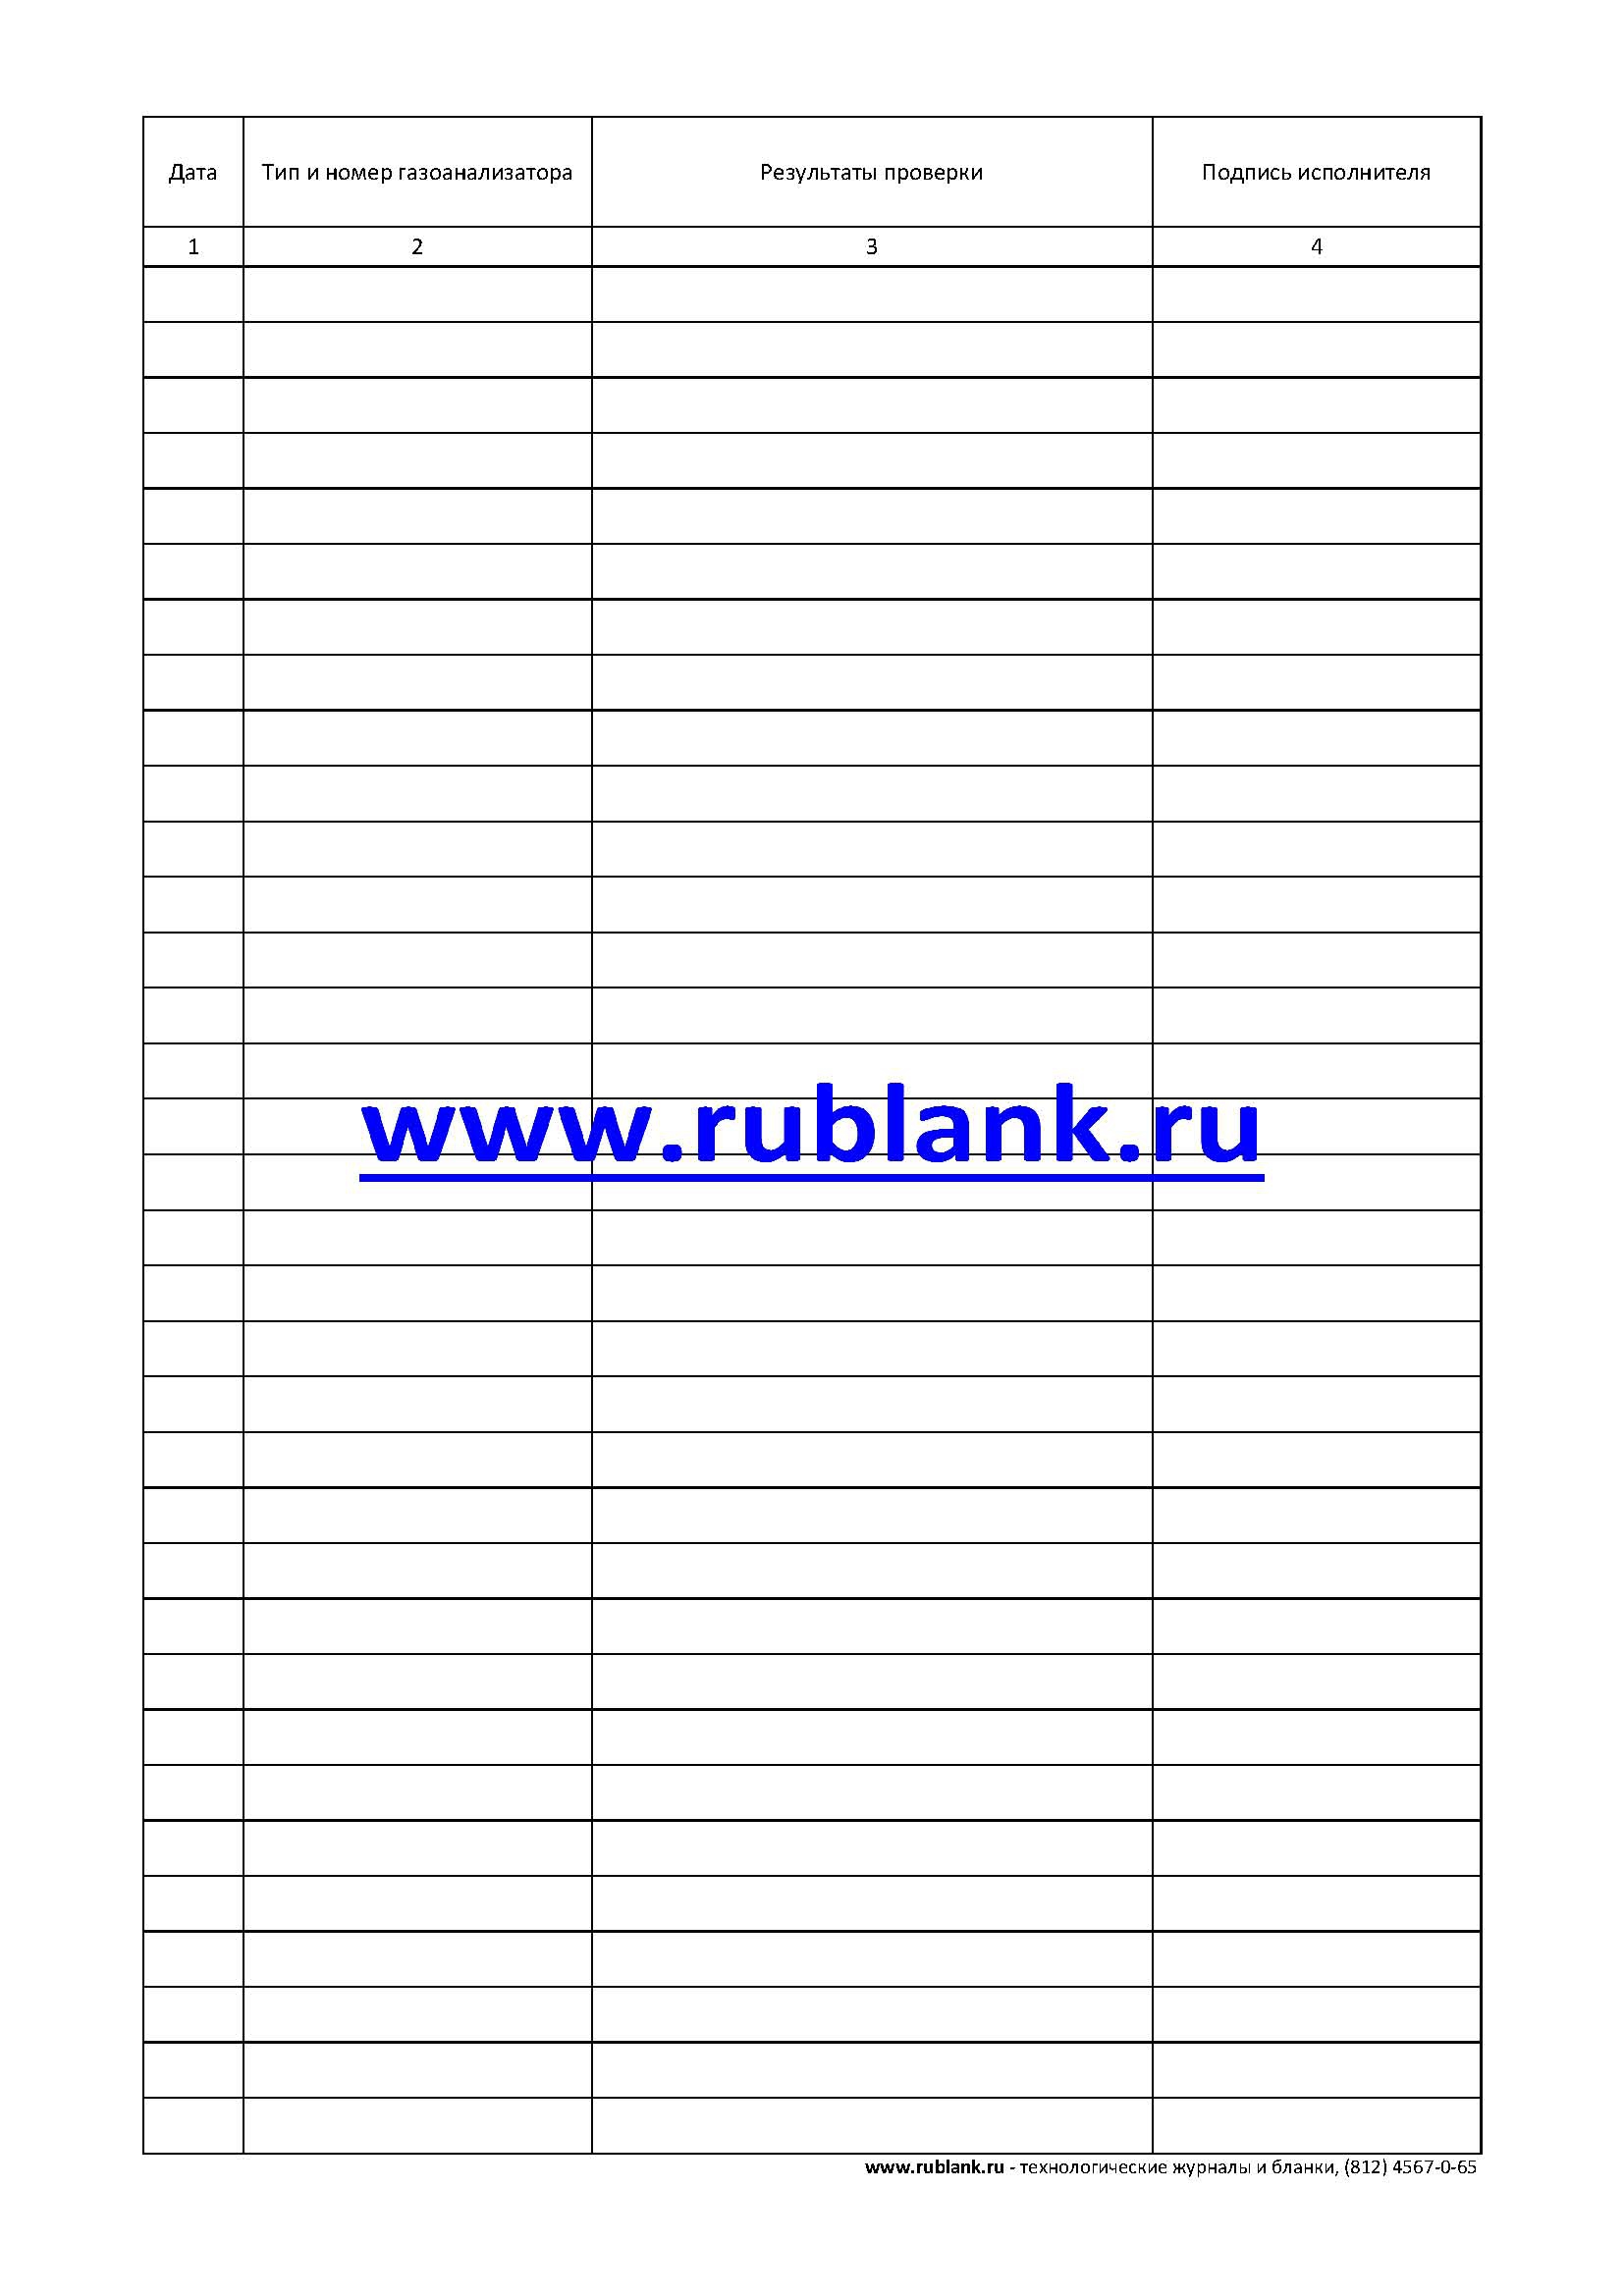 Дата Тип и номер газоанализатора Результаты проверки Подпись исполнителя
1 2 3 4
www.rublank.ru
www.rublank.ru - технологические журналы и бланки, (812) 4567-0-65